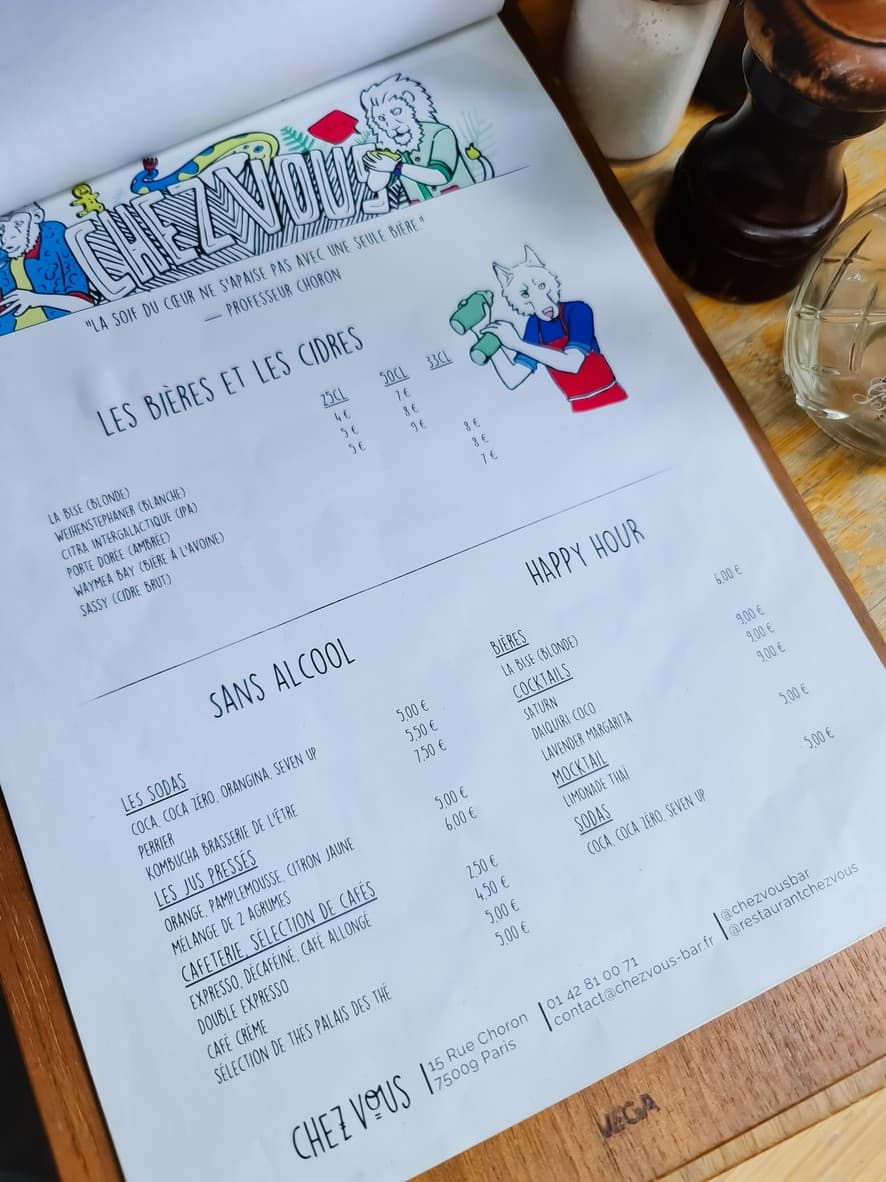 CHEZ VOUS
"LA SOIF DU CŒUR NE S'APAISE PAS AVEC UNE SEULE BIÈRE."
— PROFESSEUR CHORON
LES BIÈRES ET LES CIDRES
25CL 50CL 33CL
LA BISE (BLONDE) 4€ 7€
WEIHENSTEPHANER (BLANCHE) 5€ 8€
CITRA INTERGALACTIQUE (IPA) 5€ 9€
PORTE DORÉE (AMBRÉE) 8€
WAYMEA BAY (BIÈRE À L'AVOINE) 8€
SASSY (CIDRE BRUT) 7€
SANS ALCOOL
LES SODAS
COCA, COCA ZÉRO, ORANGINA, SEVEN UP 5,00 €
PERRIER 5,50 €
KOMBUCHA BRASSERIE DE L'ÊTRE 7,50 €
LES JUS PRESSÉS
ORANGE, PAMPLEMOUSSE, CITRON JAUNE 5,00 €
MÉLANGE DE 2 AGRUMES 6,00 €
CAFETERIE, SÉLECTION DE CAFÉS
EXPRESSO, DÉCAFÉINÉ, CAFÉ ALLONGÉ 2,50 €
DOUBLE EXPRESSO 4,50 €
CAFÉ CRÈME 5,00 €
SÉLECTION DE THÉS PALAIS DES THÉ 5,00 €
HAPPY HOUR
BIÈRES
LA BISE (BLONDE) 6,00 €
COCKTAILS
SATURN 9,00 €
DAIQUIRI COCO 9,00 €
LAVENDER MARGARITA 9,00 €
MOCKTAIL
LIMONADE THAÏ 5,00 €
SODAS
COCA, COCA ZÉRO, SEVEN UP 5,00 €
CHEZ VOUS
15 Rue Choron
75009 Paris
01 42 81 00 71
contact@chezvous-bar.fr
@chezvousbar
@restaurantchezvous
VEGA